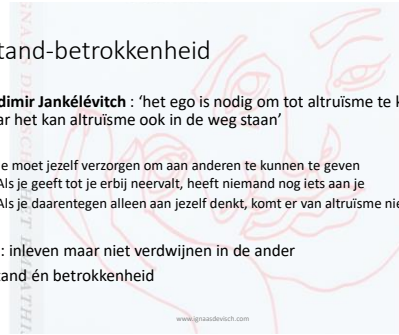 tand-betrokkenheid
dimir Jankélévitch : ‘het ego is nodig om tot altruïsme te k
ar het kan altruïsme ook in de weg staan’
e moet jezelf verzorgen om aan anderen te kunnen te geven
Als je geeft tot je erbij neervalt, heeft niemand nog iets aan je
Als je daarentegen alleen aan jezelf denkt, komt er van altruïsme nie
: inleven maar niet verdwijnen in de ander
tand én betrokkenheid
www.ignaasdevisch.com